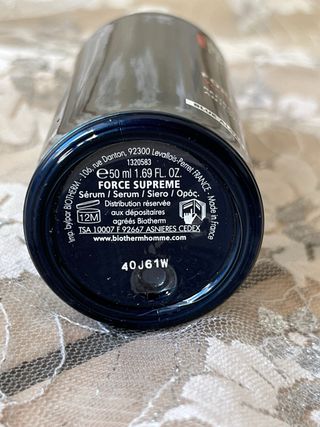 Imp. by/par BIOTHERM - 106, rue Danton, 92300 Levallois-Perret FRANCE - Made in France
1320583
℮50 ml 1.69 FL. OZ.
FORCE SUPREME
Sérum / Serum / Siero / Ορός
12M
Distribution réservée
aux dépositaires
agréés Biotherm
TSA 10007 F 92667 ASNIERES CEDEX
www.biothermhomme.com
40J61W